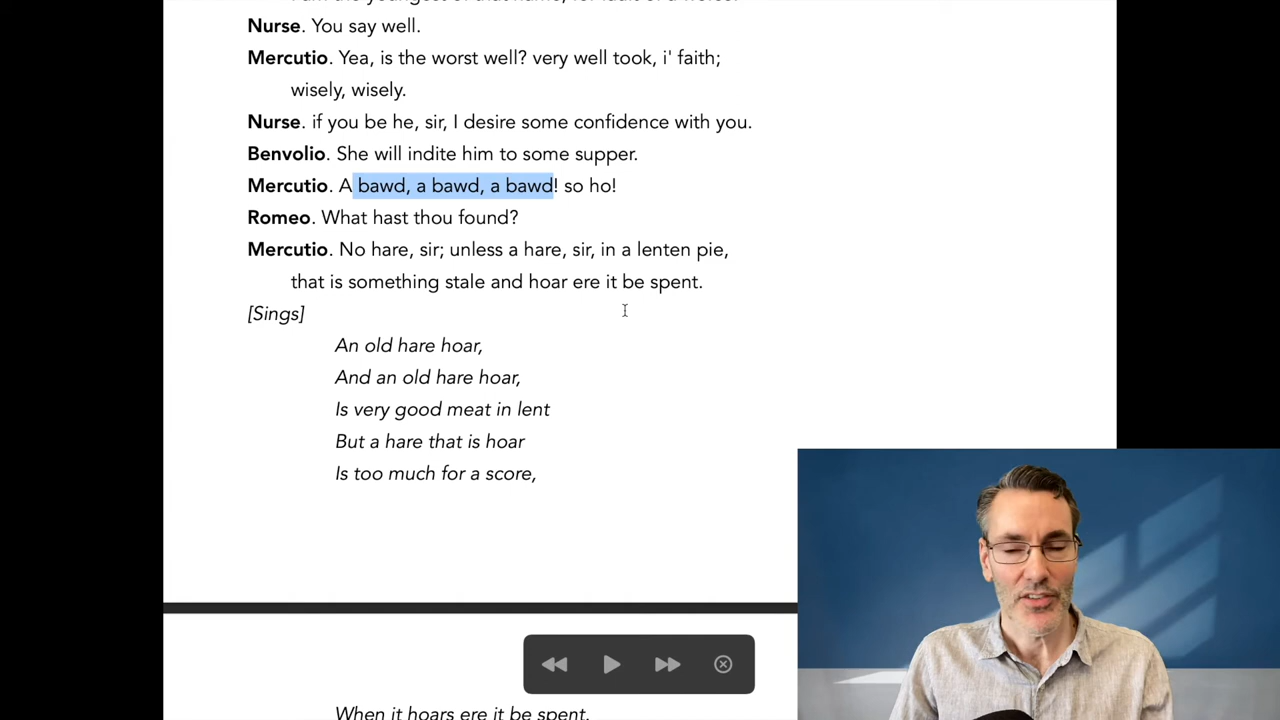 Nurse. You say well.
Mercutio. Yea, is the worst well? very well took, i' faith;
wisely, wisely.
Nurse. if you be he, sir, I desire some confidence with you.
Benvolio. She will indite him to some supper.
Mercutio. A bawd, a bawd, a bawd! so ho!
Romeo. What hast thou found?
Mercutio. No hare, sir; unless a hare, sir, in a lenten pie,
that is something stale and hoar ere it be spent.
[Sings]
An old hare hoar,
And an old hare hoar,
Is very good meat in lent
But a hare that is hoar
Is too much for a score,
When it hoars ere it be spent.